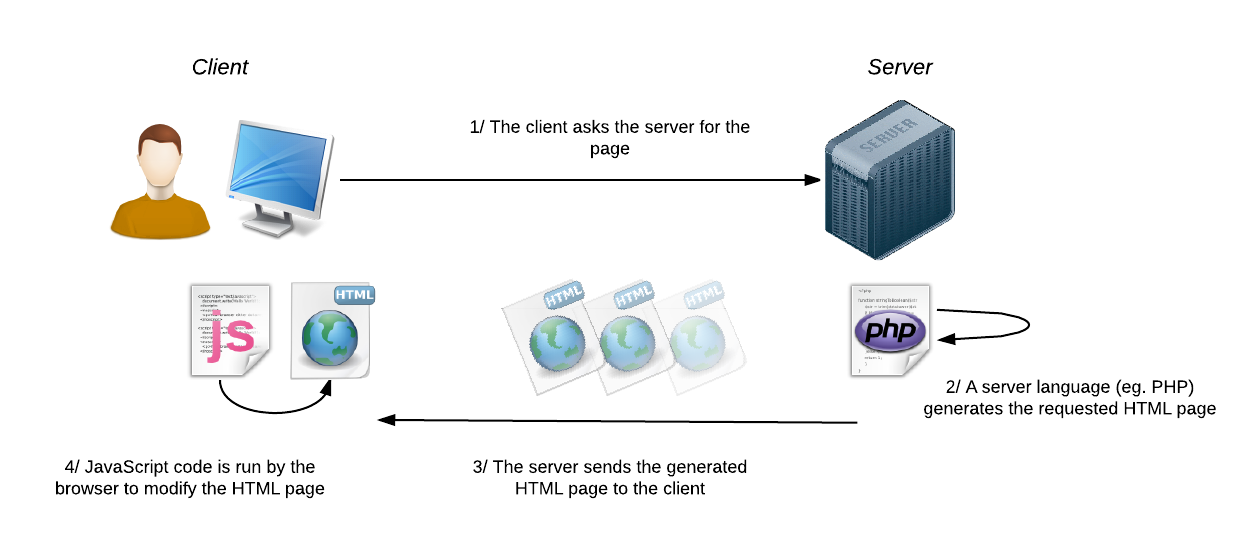 Client
Server
1/ The client asks the server for the
page
SERVER
js
HTML
HTML
HTML
HTML
php
2/ A server language (eg. PHP)
generates the requested HTML page
4/ JavaScript code is run by the
browser to modify the HTML page
3/ The server sends the generated
HTML page to the client